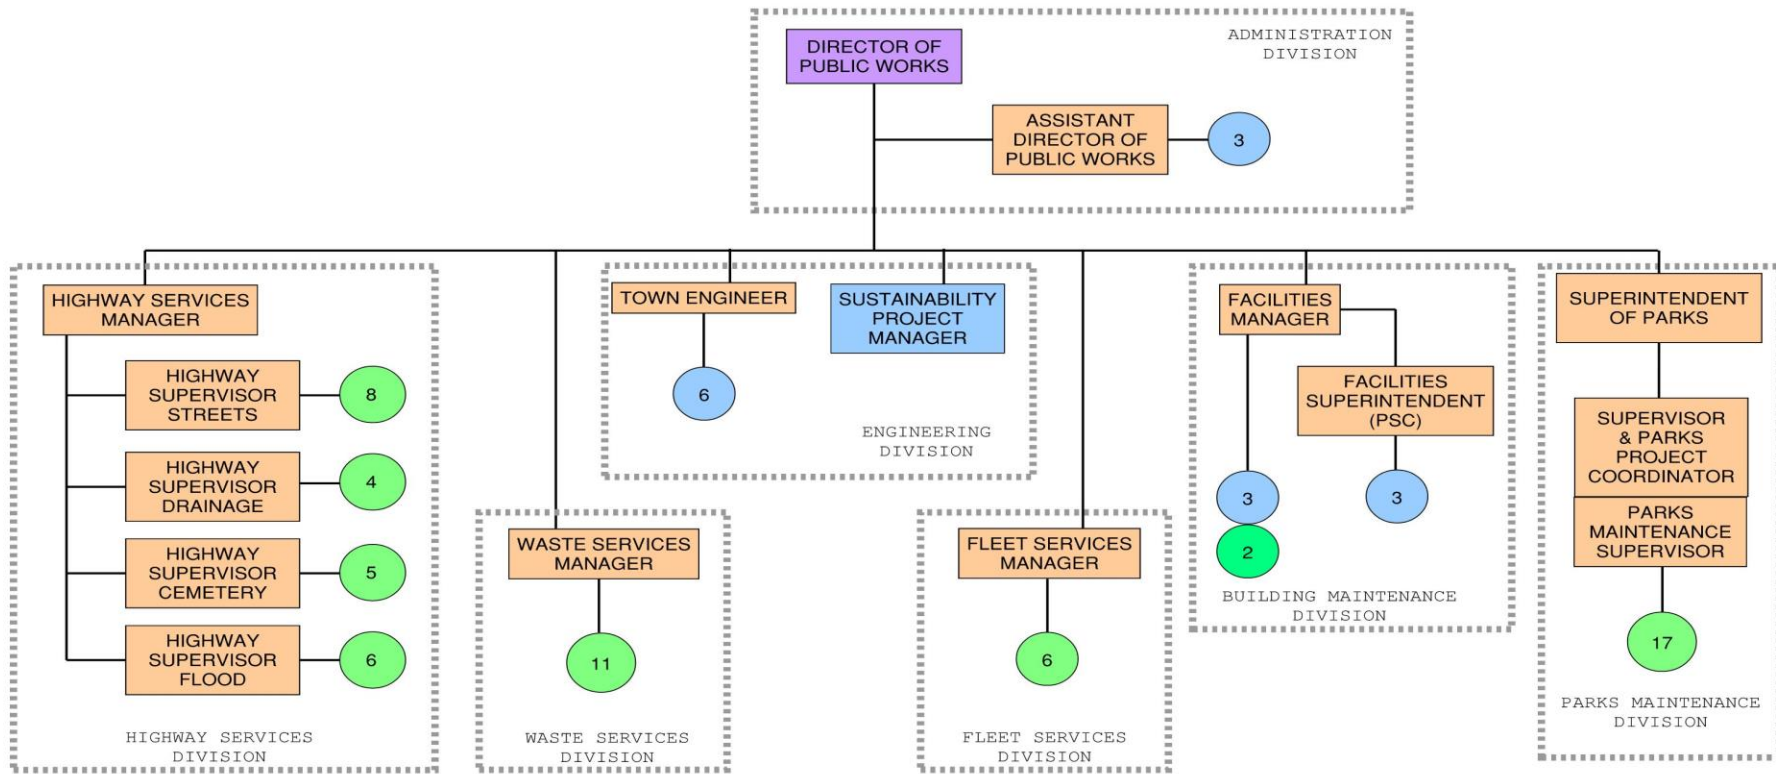 ADMINISTRATION
DIVISION
DIRECTOR OF
PUBLIC WORKS
ASSISTANT
DIRECTOR OF
PUBLIC WORKS
3
HIGHWAY SERVICES
MANAGER
HIGHWAY
SUPERVISOR
STREETS
8
HIGHWAY
SUPERVISOR
DRAINAGE
4
HIGHWAY
SUPERVISOR
CEMETERY
5
HIGHWAY
SUPERVISOR
FLOOD
6
HIGHWAY SERVICES
DIVISION
WASTE SERVICES
MANAGER
11
WASTE SERVICES
DIVISION
TOWN ENGINEER
6
SUSTAINABILITY
PROJECT
MANAGER
ENGINEERING
DIVISION
FLEET SERVICES
MANAGER
6
FLEET SERVICES
DIVISION
FACILITIES
MANAGER
FACILITIES
SUPERINTENDENT
(PSC)
3
2
3
BUILDING MAINTENANCE
DIVISION
SUPERINTENDENT
OF PARKS
SUPERVISOR
& PARKS
PROJECT
COORDINATOR
PARKS
MAINTENANCE
SUPERVISOR
17
PARKS MAINTENANCE
DIVISION